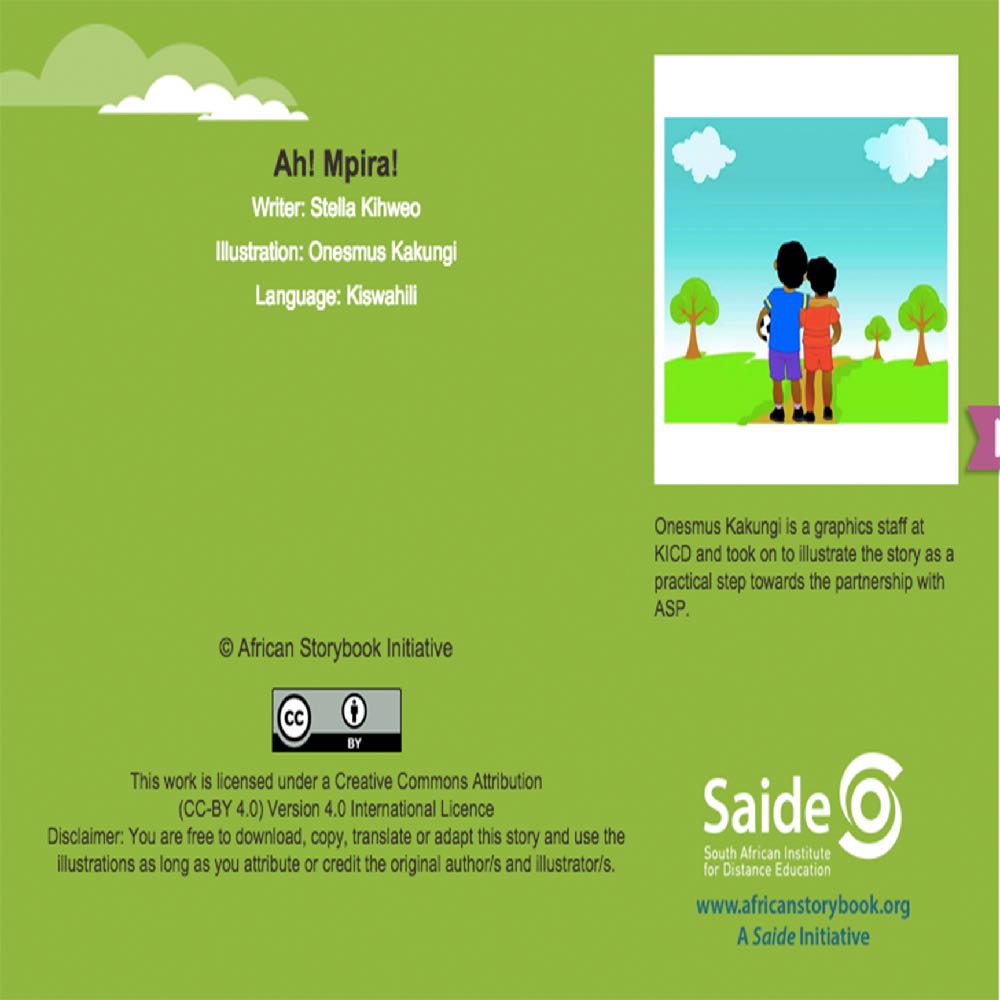 Ah! Mpira!
Writer: Stella Kihweo
Illustration: Onesmus Kakungi
Language: Kiswahili
Onesmus Kakungi is a graphics staff at
KICD and took on to illustrate the story as a
practical step towards the partnership with
ASP.
© African Storybook Initiative
CC
BY
This work is licensed under a Creative Commons Attribution
(CC-BY 4.0) Version 4.0 International Licence
Disclaimer: You are free to download, copy, translate or adapt this story and use the
illustrations as long as you attribute or credit the original author/s and illustrator/s.
Saide
South African Institute
for Distance Education
www.africanstorybook.org
A Saide Initiative